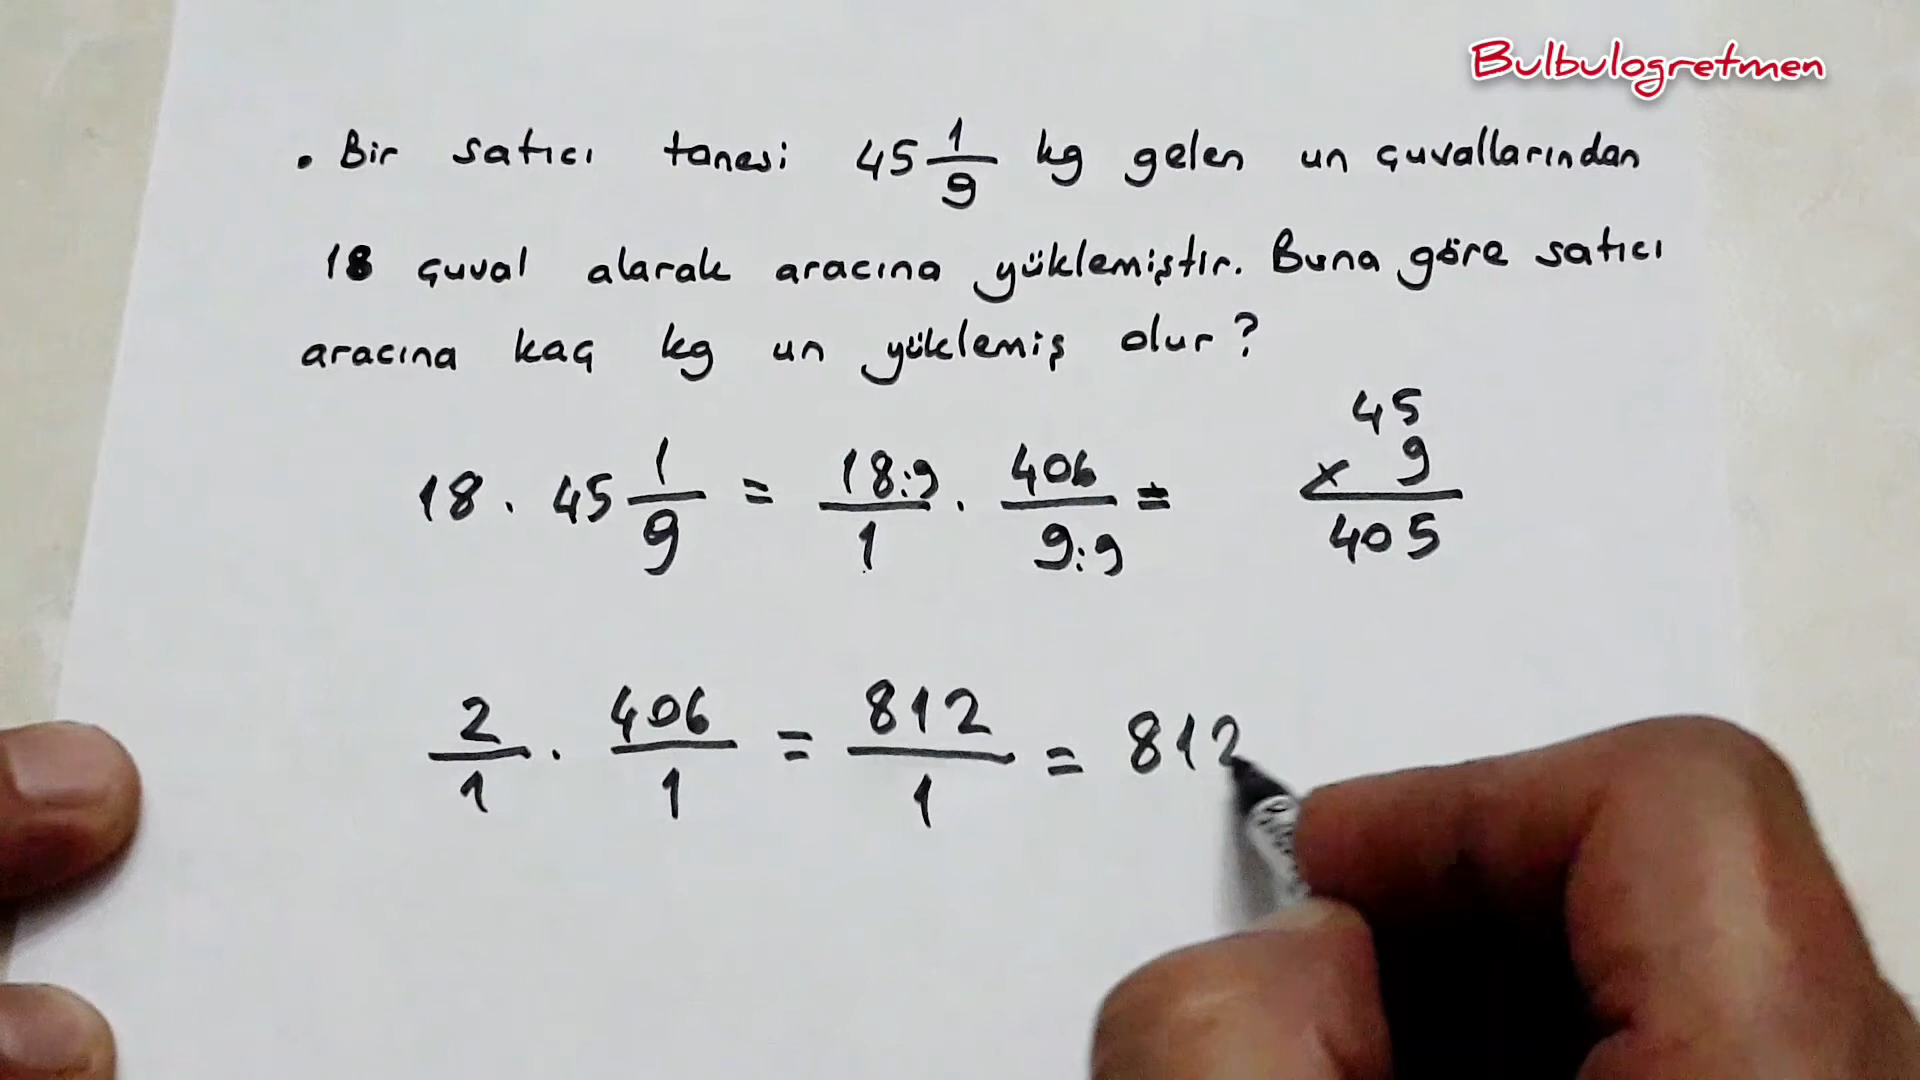 Bulbulogretmen
. Bir satıcı tanesi 45 1/9 kg gelen un çuvallarından
18 çuval alarak aracına yüklemiştir. Buna göre satıcı
aracına kaç kg un yüklemiş olur?
18 . 45 1/9 = 18:9/1 . 406/9:9 =
45
x 9
405
2/1 . 406/1 = 812/1 = 812